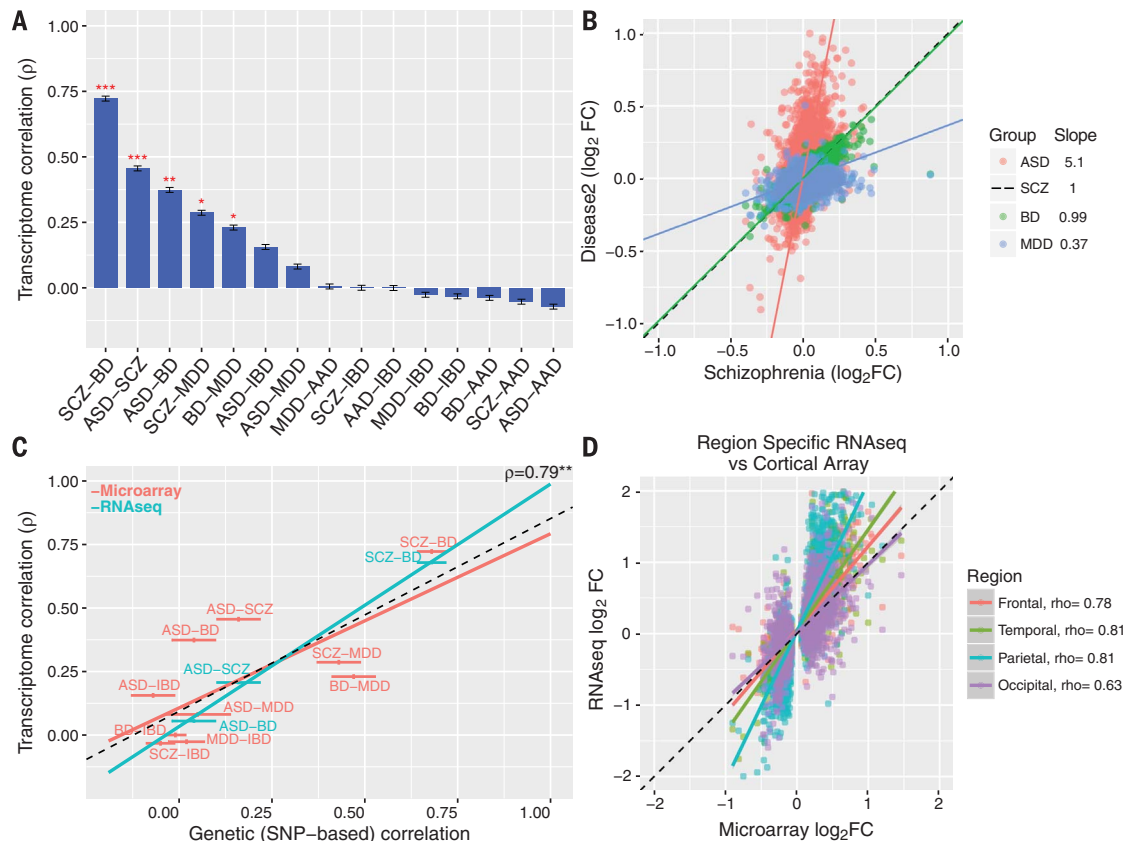 A
Transcriptome correlation (ρ)
1.00
0.75
0.50
0.25
0.00
***
***
**
*
*
SCZ−BD
ASD−SCZ
ASD−BD
SCZ−MDD
BD−MDD
ASD−IBD
ASD−MDD
MDD−AAD
SCZ−IBD
AAD−IBD
MDD−IBD
BD−IBD
BD−AAD
SCZ−AAD
ASD−AAD
B
Disease2 (log2 FC)
1.0
0.5
0.0
−0.5
−1.0
−1.0 −0.5 0.0 0.5 1.0
Schizophrenia (log2FC)
Group Slope
ASD 5.1
SCZ 1
BD 0.99
MDD 0.37
C
Transcriptome correlation (ρ)
1.00
0.75
0.50
0.25
0.00
ρ=0.79**
−Microarray
−RNAseq
SCZ−BD
SCZ−BD
ASD−SCZ
ASD−BD
SCZ−MDD
ASD−SCZ
BD−MDD
ASD−IBD
ASD−MDD
BD−IBD
ASD−BD
MDD−IBD
SCZ−IBD
0.00 0.25 0.50 0.75 1.00
Genetic (SNP-based) correlation
D
Region Specific RNAseq
vs Cortical Array
RNAseq log2 FC
2
1
0
−1
−2
−2 −1 0 1 2
Microarray log2FC
Region
Frontal, rho= 0.78
Temporal, rho= 0.81
Parietal, rho= 0.81
Occipital, rho= 0.63